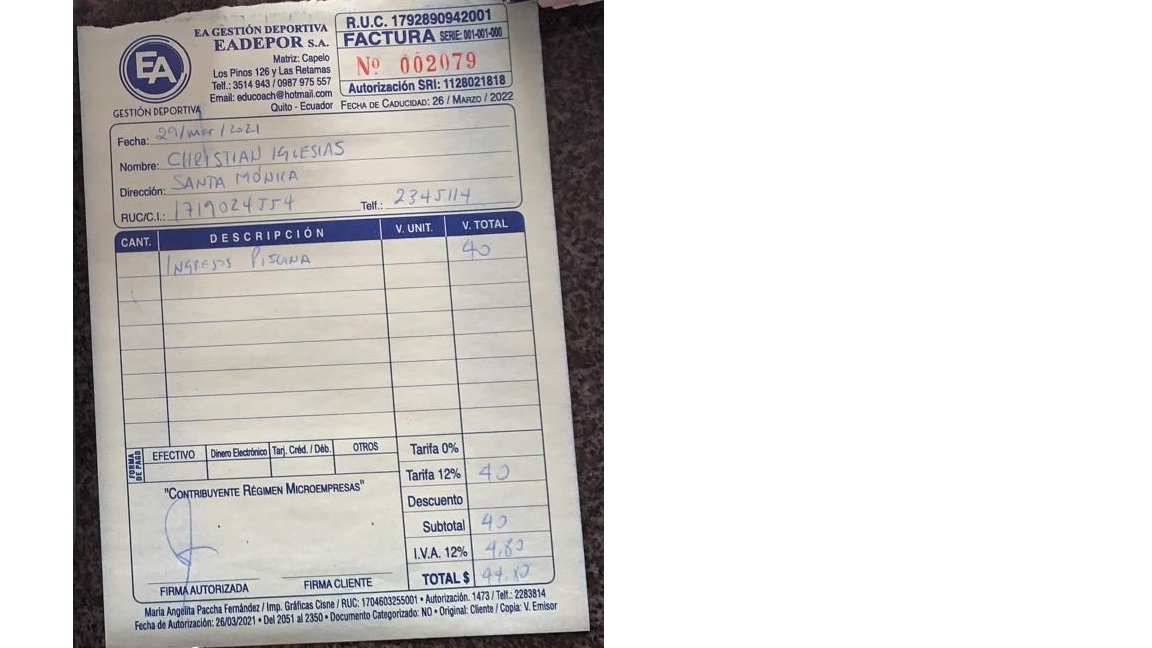 EA GESTIÓN DEPORTIVA
EADEPOR S.A.
Matriz: Capelo
Los Pinos 126 y Las Retamas
Telf.: 3514 943 / 0987 975 557
Email: educoach@hotmail.com
Quito - Ecuador
EA
GESTIÓN DEPORTIVA
R.U.C. 1792890942001
FACTURA SERIE: 001-001-000
Nº 002079
Autorización SRI: 1128021818
FECHA DE CADUCIDAD: 26 / MARZO / 2022
Fecha: 29/mar/2021
Nombre: CHRISTIAN IGLESIAS
Dirección: SANTA MÓNICA
RUC/C.I.: 1719024554 Telf.: 2345114
CANT. DESCRIPCIÓN V. UNIT. V. TOTAL
INGRESOS PISCINA 40
FORMA DE PAGO EFECTIVO Dinero Electrónico Tarj. Créd. / Déb. OTROS
Tarifa 0%
Tarifa 12% 40
Descuento
Subtotal 40
I.V.A. 12% 4,80
TOTAL $ 44,80
"CONTRIBUYENTE RÉGIMEN MICROEMPRESAS"
FIRMA AUTORIZADA FIRMA CLIENTE
María Angélita Paccha Fernández / Imp. Gráficas Cisne / RUC: 1704603255001 • Autorización. 1473 / Telf.: 2283814
Fecha de Autorización: 26/03/2021 • Del 2051 al 2350 • Documento Categorizado: NO • Original: Cliente / Copia: V. Emisor